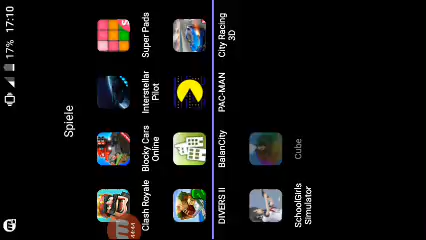 17% 17:10
Spiele
Clash Royale
Blocky Cars
Online
Interstellar
Pilot
Super Pads
DIVERS II
BalanCity
PAC-MAN
City Racing
3D
SchoolGirls
Simulator
Cube